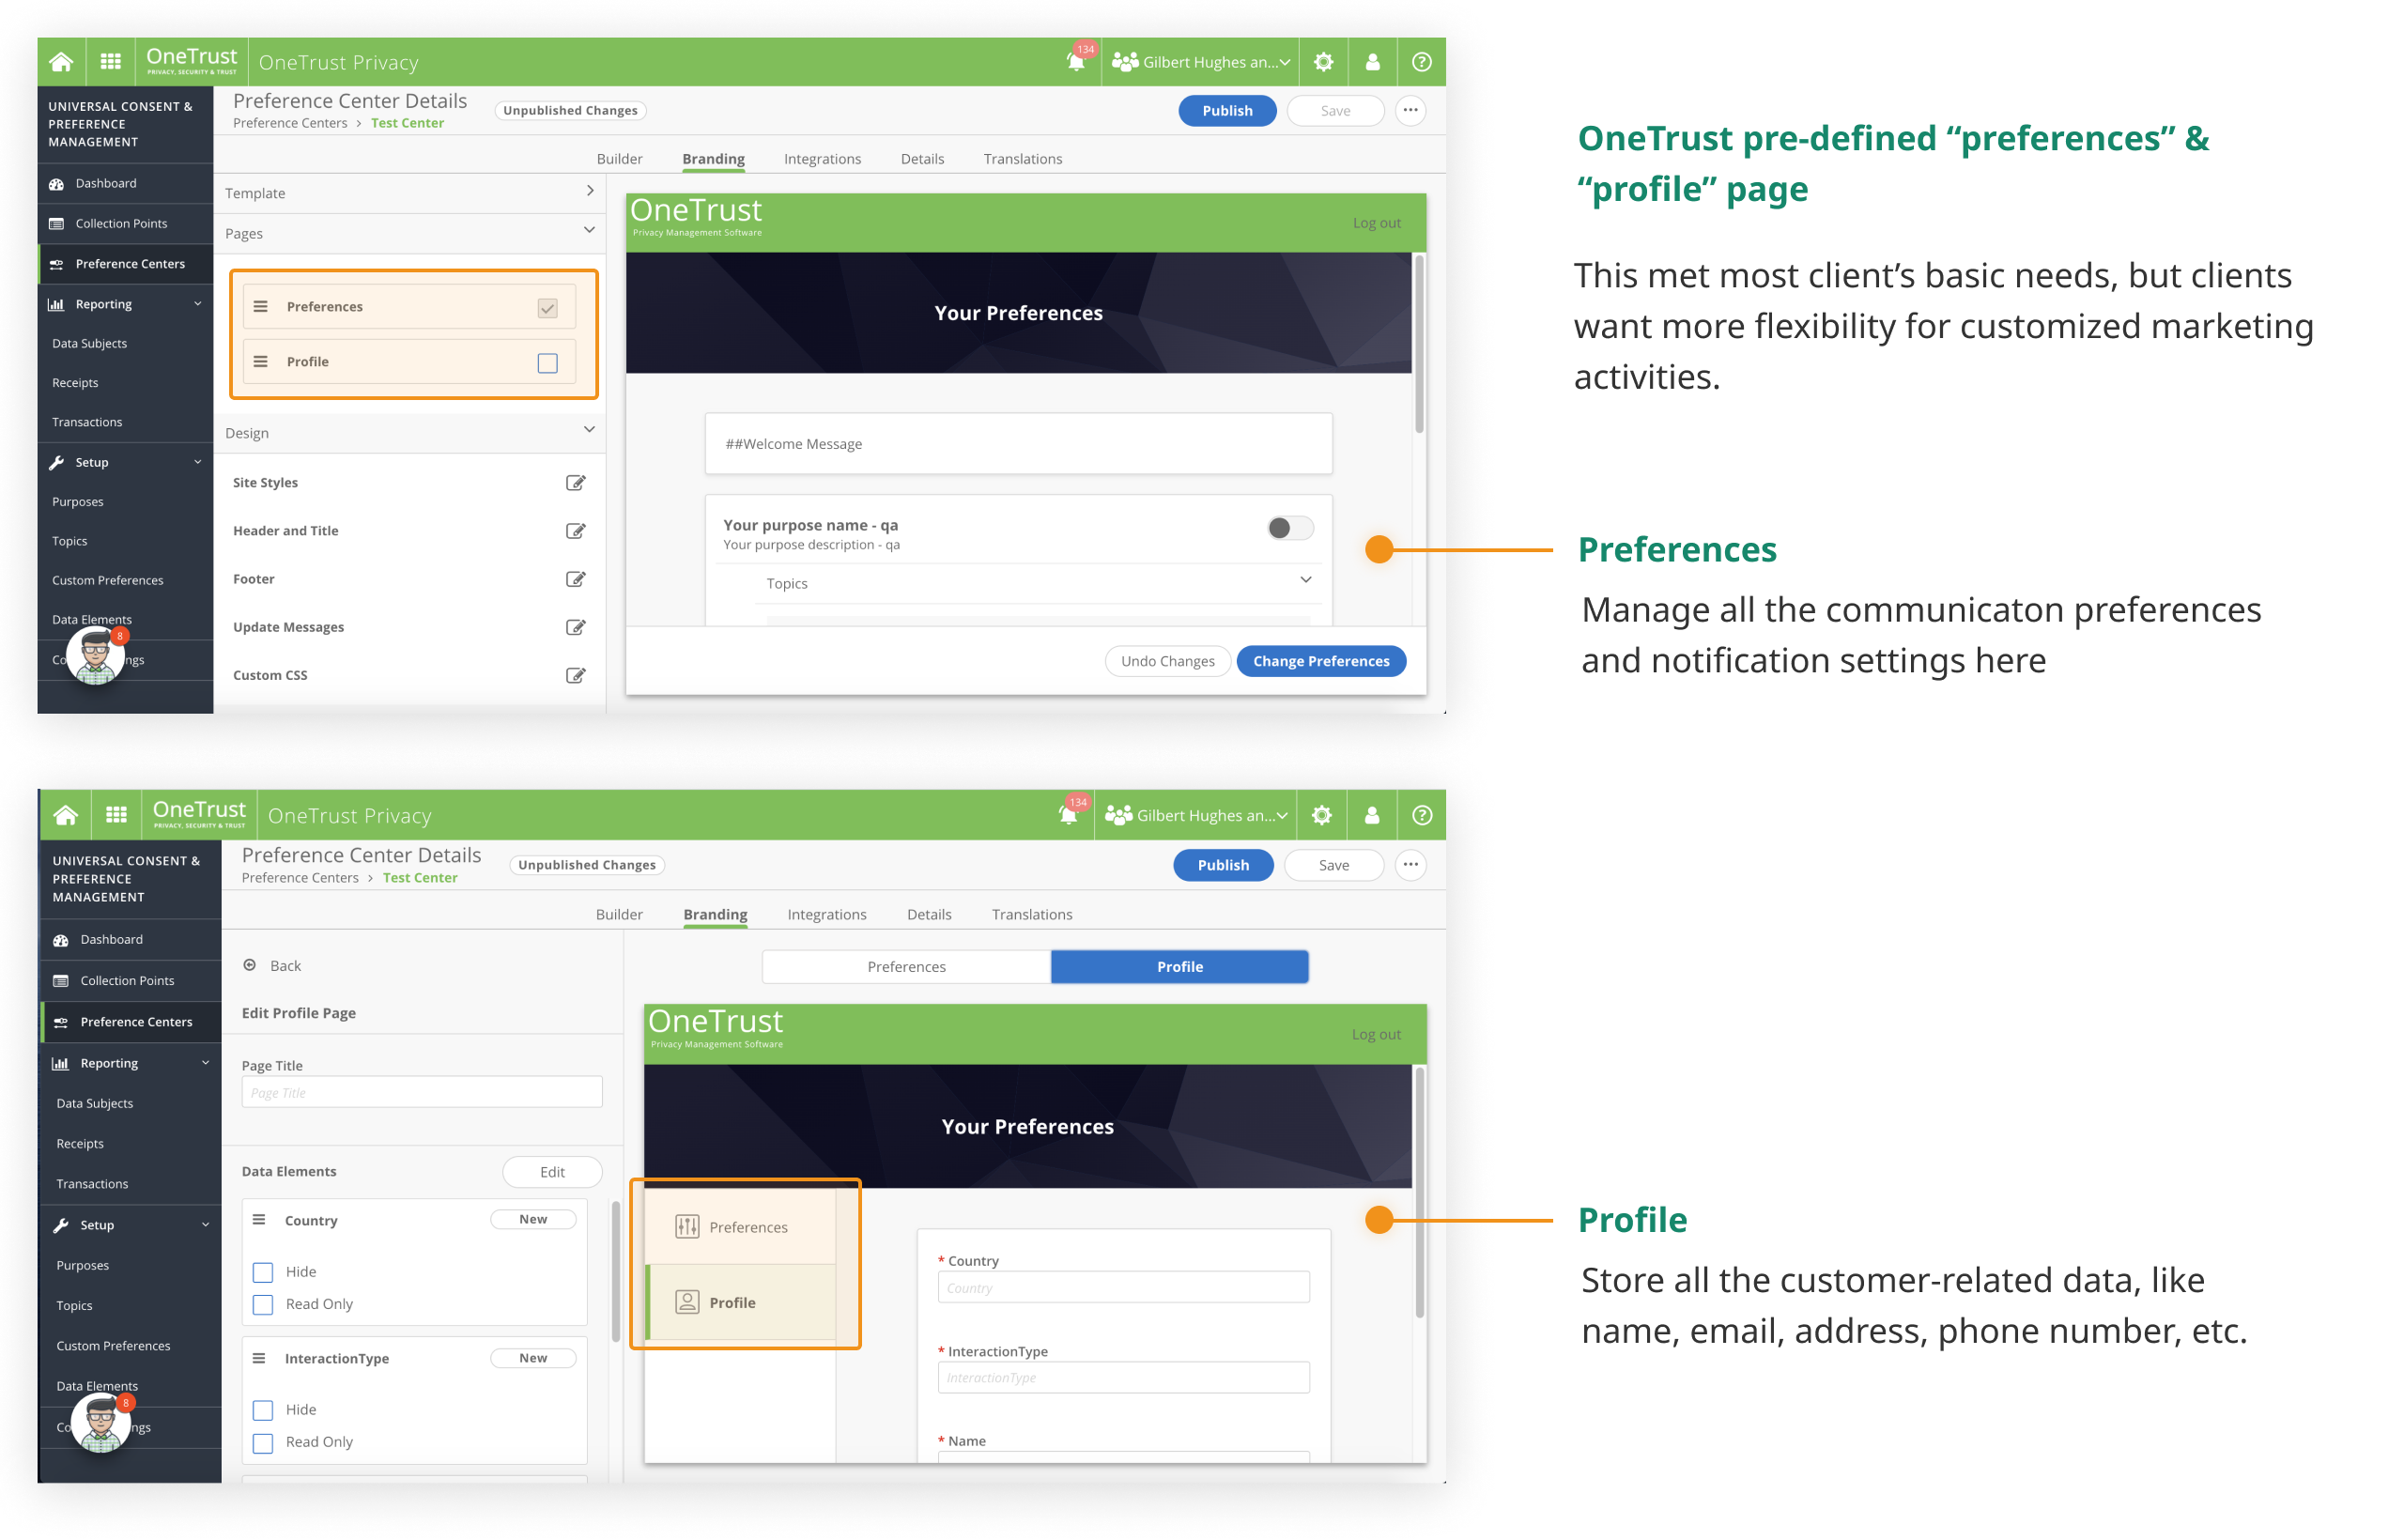 OneTrust
PRIVACY, SECURITY & TRUST
OneTrust Privacy
134
Gilbert Hughes an...
UNIVERSAL CONSENT &
PREFERENCE
MANAGEMENT
Dashboard
Collection Points
Preference Centers
Reporting
Data Subjects
Receipts
Transactions
Setup
Purposes
Topics
Custom Preferences
Data Elements
8
Co ngs
Preference Center Details
Unpublished Changes
Preference Centers > Test Center
Publish
Save
Builder
Branding
Integrations
Details
Translations
Template
Pages
Preferences
Profile
Design
Site Styles
Header and Title
Footer
Update Messages
Custom CSS
OneTrust
Privacy Management Software
Log out
Your Preferences
##Welcome Message
Your purpose name - qa
Your purpose description - qa
Topics
Undo Changes
Change Preferences
OneTrust pre-defined “preferences” &
“profile” page
This met most client’s basic needs, but clients
want more flexibility for customized marketing
activities.
Preferences
Manage all the communicaton preferences
and notification settings here
OneTrust
PRIVACY, SECURITY & TRUST
OneTrust Privacy
134
Gilbert Hughes an...
UNIVERSAL CONSENT &
PREFERENCE
MANAGEMENT
Dashboard
Collection Points
Preference Centers
Reporting
Data Subjects
Receipts
Transactions
Setup
Purposes
Topics
Custom Preferences
Data Elements
8
Co ngs
Preference Center Details
Unpublished Changes
Preference Centers > Test Center
Publish
Save
Builder
Branding
Integrations
Details
Translations
Back
Edit Profile Page
Page Title
Page Title
Data Elements
Edit
Country
New
Hide
Read Only
InteractionType
New
Hide
Read Only
Preferences
Profile
OneTrust
Privacy Management Software
Log out
Your Preferences
Preferences
Profile
* Country
Country
* InteractionType
InteractionType
* Name
Profile
Store all the customer-related data, like
name, email, address, phone number, etc.